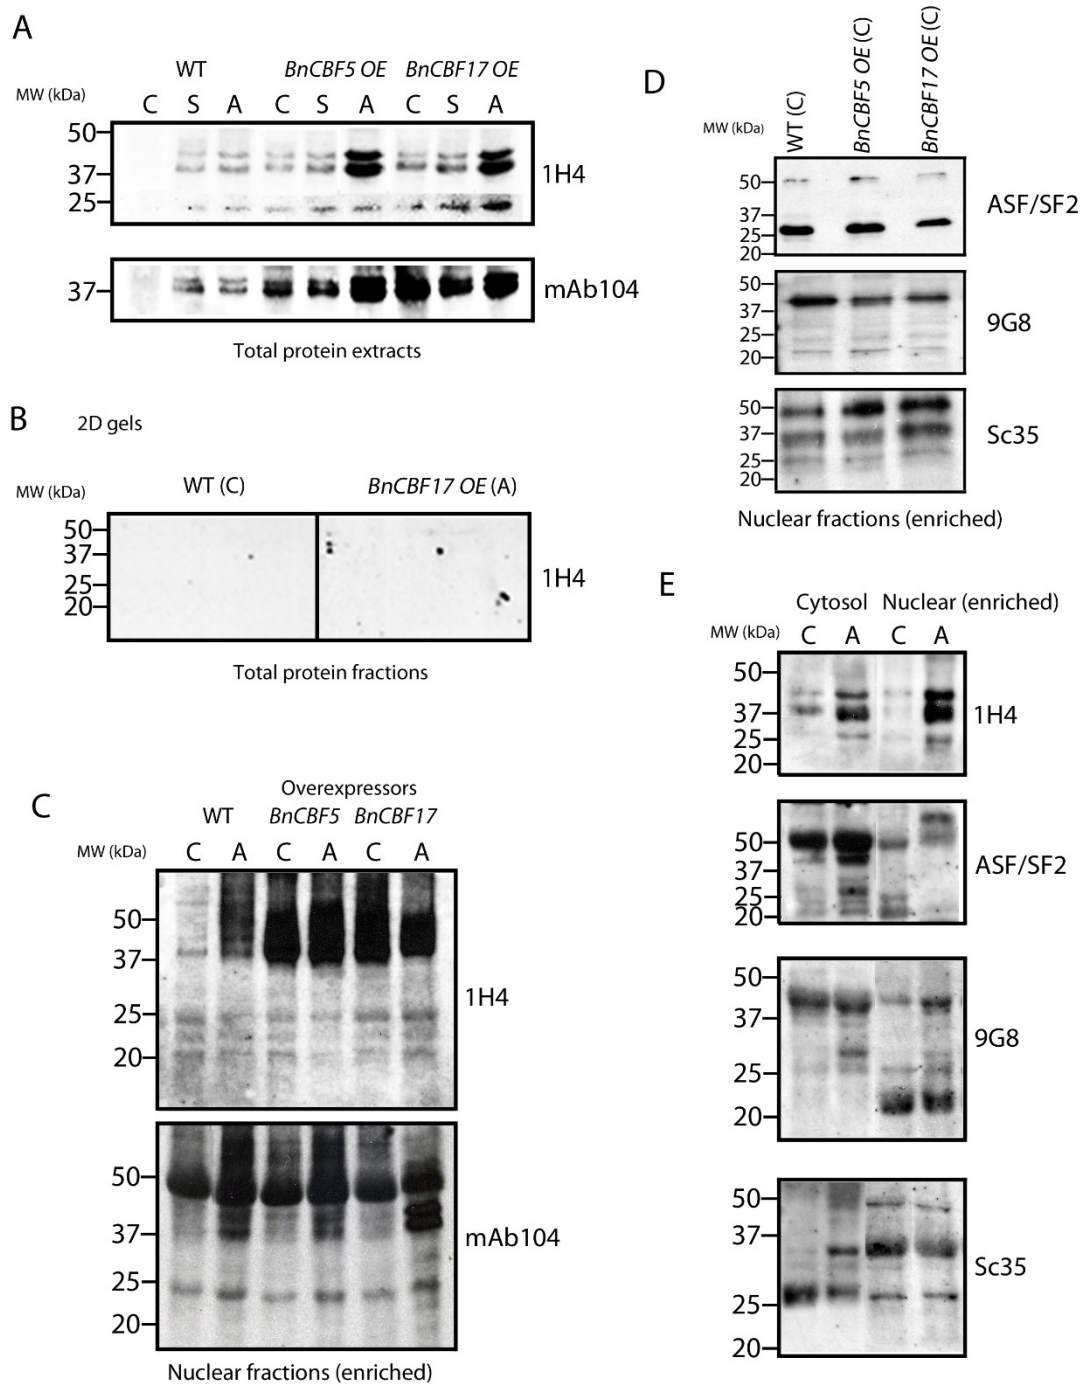 A
WT BnCBF5 OE BnCBF17 OE
MW (kDa) C S A C S A C S A
50
37
25
1H4
37
mAb104
Total protein extracts
B 2D gels
MW (kDa) WT (C) BnCBF17 OE (A)
50
37
25
20
1H4
Total protein fractions
C
Overexpressors
WT BnCBF5 BnCBF17
MW (kDa) C A C A C A
50
37
25
20
1H4
50
37
25
20
mAb104
Nuclear fractions (enriched)
D
MW (kDa) WT (C) BnCBF5 OE (C) BnCBF17 OE (C)
50
37
25
20
ASF/SF2
50
37
25
20
9G8
50
37
25
20
Sc35
Nuclear fractions (enriched)
E
Cytosol Nuclear (enriched)
MW (kDa) C A C A
50
37
25
20
1H4
50
37
25
20
ASF/SF2
50
37
25
20
9G8
50
37
25
20
Sc35